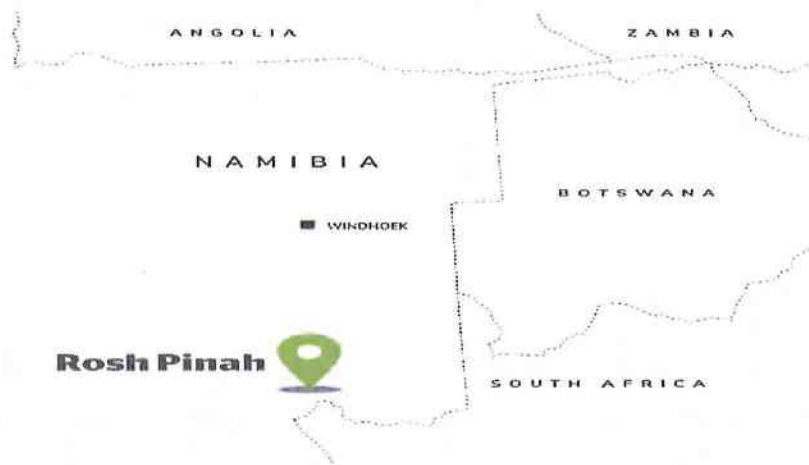 ANGOLIA
ZAMBIA
NAMIBIA
BOTSWANA
WINDHOEK
Rosh Pinah
SOUTH AFRICA